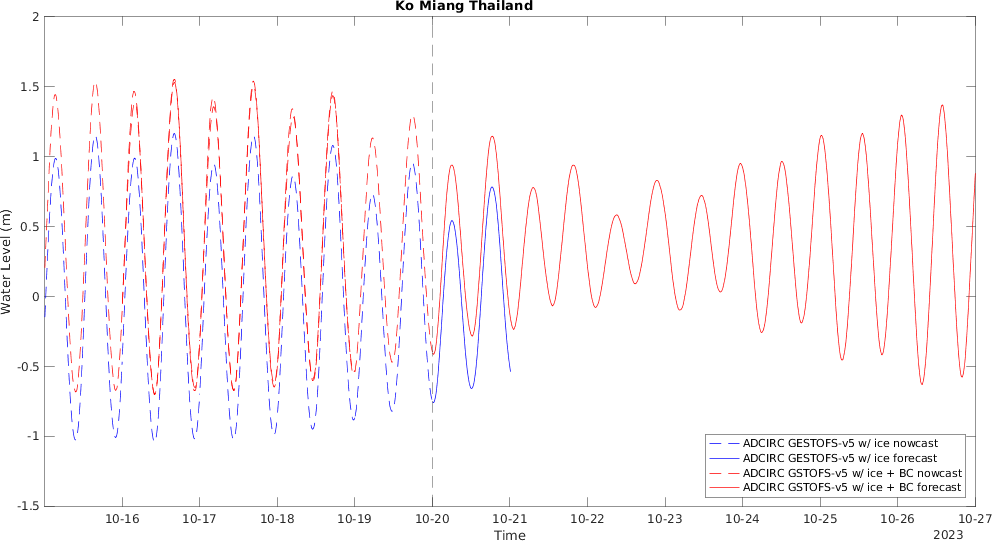 Ko Miang Thailand
2
1.5
1
0.5
0
-0.5
-1
-1.5
Water Level (m)
10-16 10-17 10-18 10-19 10-20 10-21 10-22 10-23 10-24 10-25 10-26 10-27
Time
2023
ADCIRC GESTOFS-v5 w/ ice nowcast
ADCIRC GESTOFS-v5 w/ ice forecast
ADCIRC GSTOFS-v5 w/ ice + BC nowcast
ADCIRC GSTOFS-v5 w/ ice + BC forecast